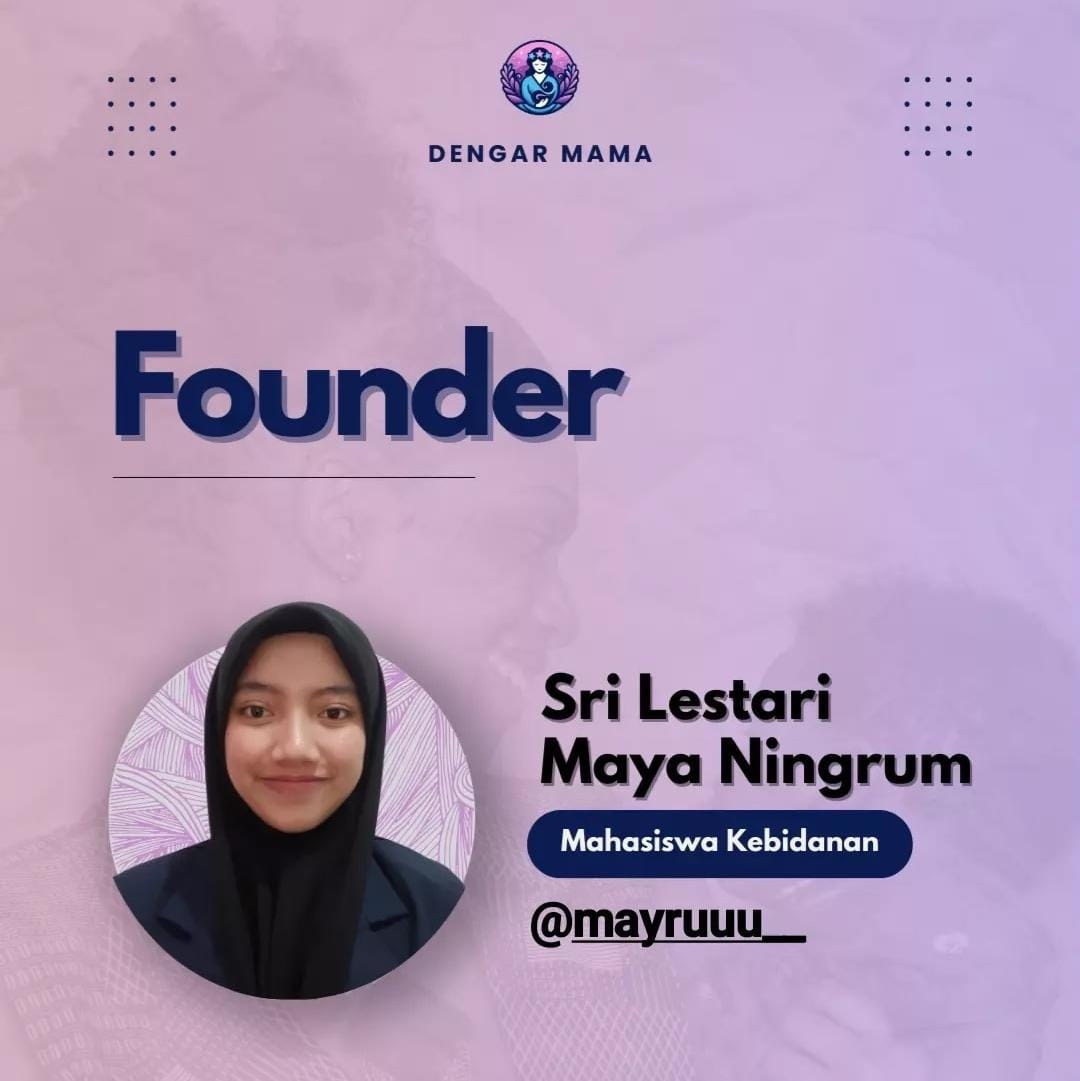 DENGAR MAMA
Founder
Sri Lestari
Maya Ningrum
Mahasiswa Kebidanan
@mayruuu__